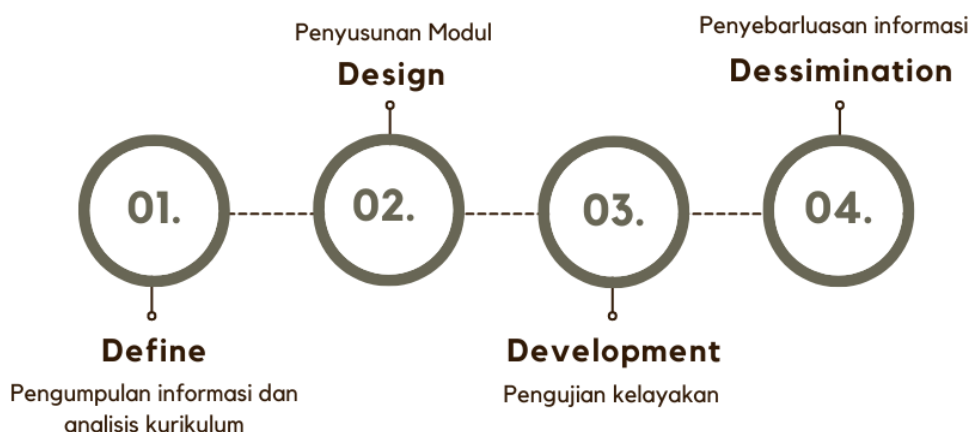 Penyusunan Modul
Design
Penyebarluasan informasi
Dessimination
01.
02.
03.
04.
Define
Pengumpulan informasi dan
analisis kurikulum
Development
Pengujian kelayakan